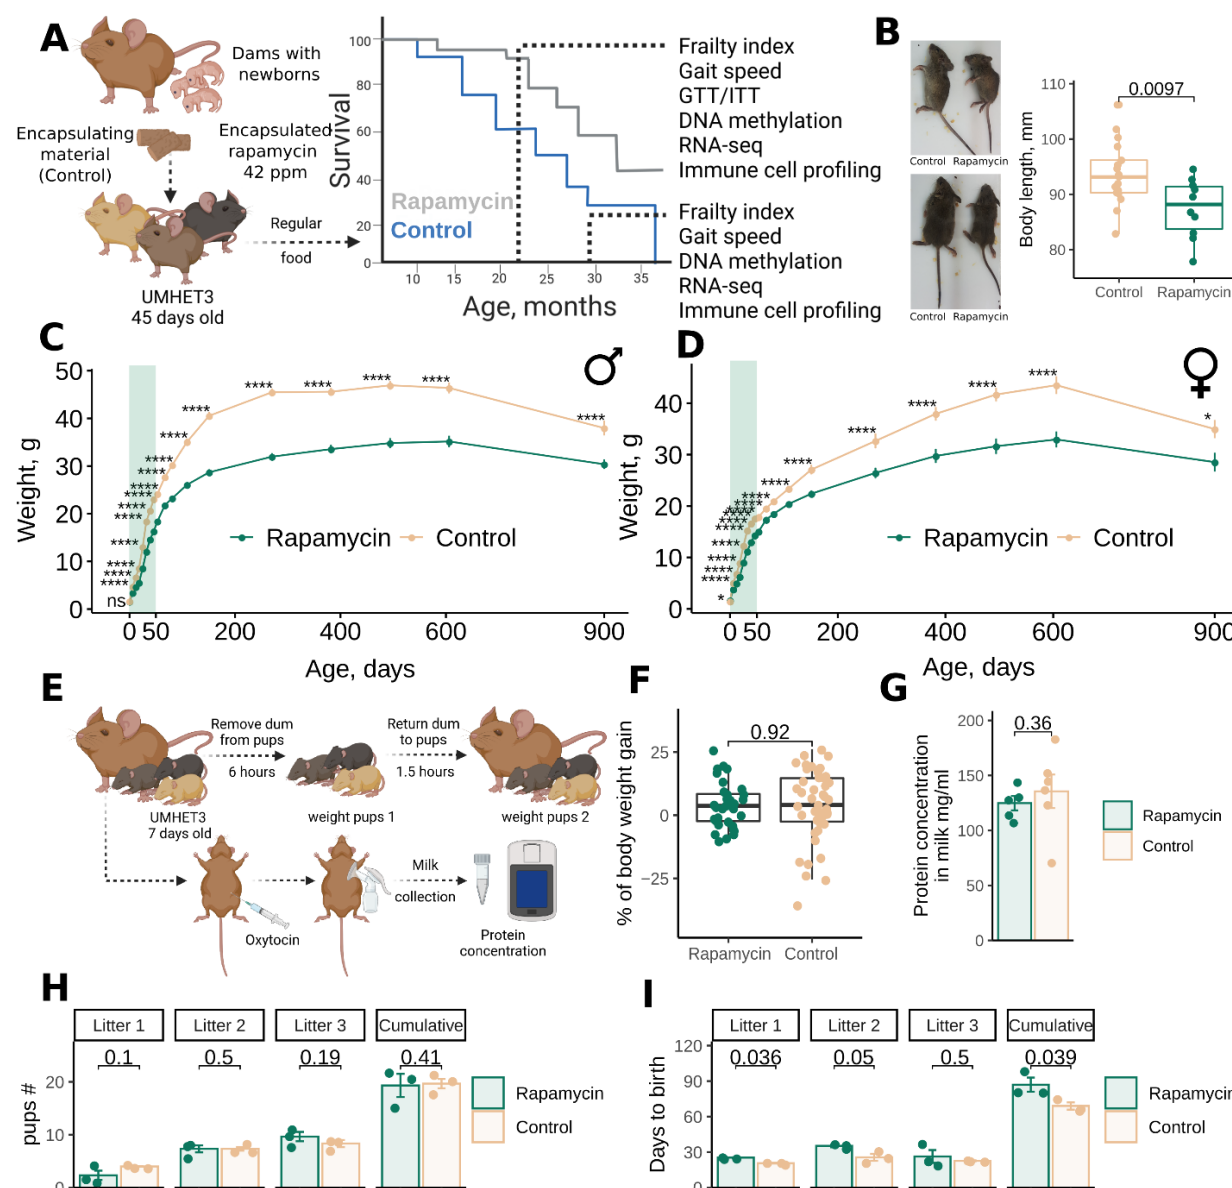 A
Dams with
newborns
Encapsulating
material
(Control)
Encapsulated
rapamycin
42 ppm
Regular
food
UMHET3
45 days old
Survival
100
80
60
40
20
0
Rapamycin
Control
10 15 20 25 30 35
Age, months
Frailty index
Gait speed
GTT/ITT
DNA methylation
RNA-seq
Immune cell profiling
Frailty index
Gait speed
DNA methylation
RNA-seq
Immune cell profiling
B
Control Rapamycin
Control Rapamycin
Body length, mm
110
100
90
80
0.0097
Control Rapamycin
C
Weight, g
50
40
30
20
10
0
**** **** **** ****
****
****
****
****
****
****
****
****
****
****
****
****
ns
Rapamycin Control
0 50 200 400 600 900
Age, days
D
Weight, g
40
30
20
10
0
****
****
****
****
****
*
****
****
****
****
****
****
****
****
****
****
*
Rapamycin Control
0 50 200 400 600 900
Age, days
E
Remove dum
from pups
6 hours
Return dum
to pups
1.5 hours
UMHET3
7 days old
weight pups 1
weight pups 2
Oxytocin
Milk
collection
Protein
concentration
F
% of body weight gain
25
0
−25
0.92
Rapamycin Control
G
Protein concentration
in milk mg/ml
200
150
100
50
0
0.36
Rapamycin
Control
H
Litter 1 Litter 2 Litter 3 Cumulative
0.1 0.5 0.19 0.41
pups #
20
10
0
Rapamycin
Control
I
Litter 1 Litter 2 Litter 3 Cumulative
0.036 0.05 0.5 0.039
Days to birth
120
90
60
30
0
Rapamycin
Control